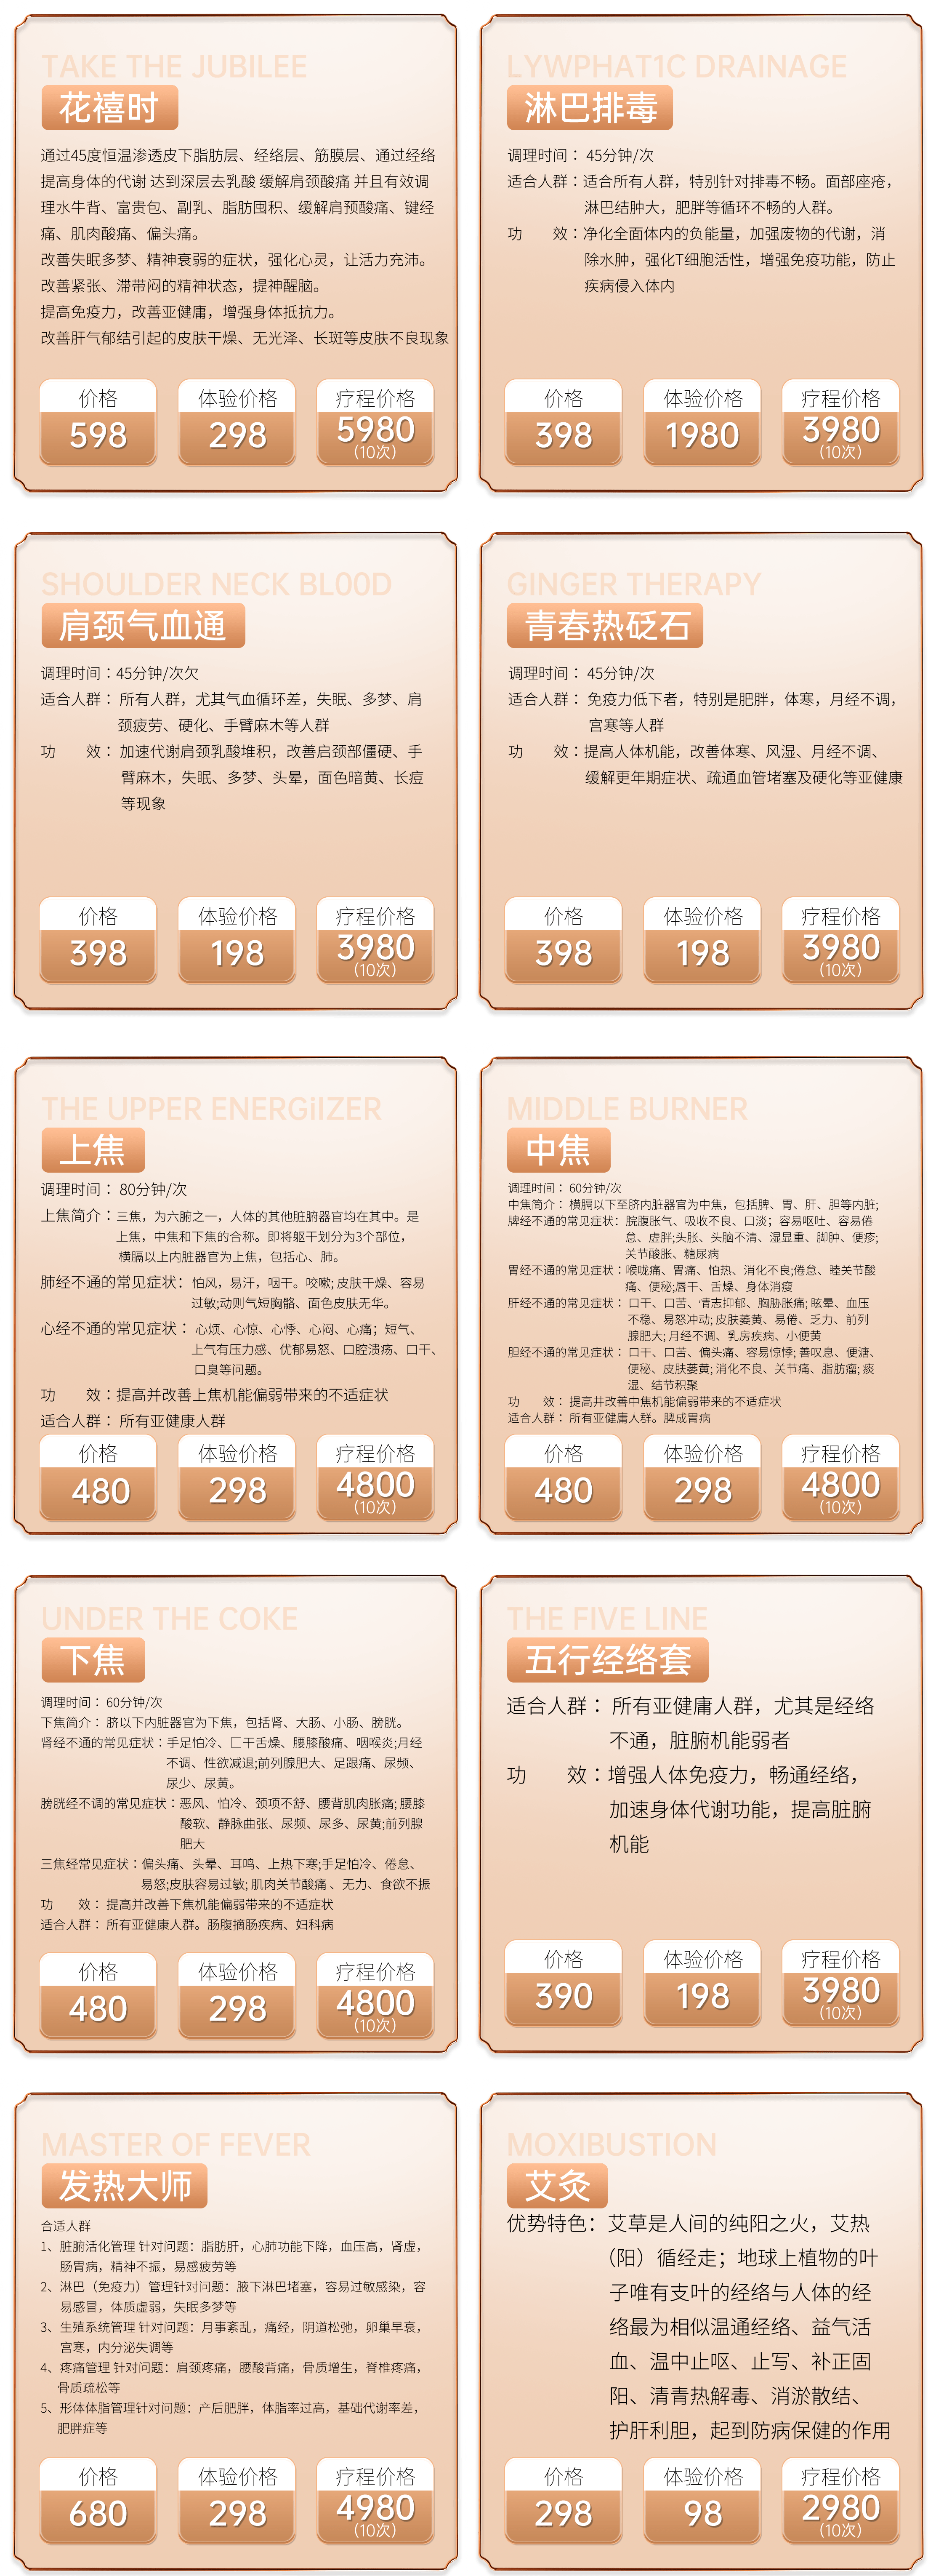 TAKE THE JUBILEE
花禧时
通过45度恒温渗透皮下脂肪层、经络层、筋膜层、通过经络
提高身体的代谢 达到深层去乳酸 缓解肩颈酸痛 并且有效调
理水牛背、富贵包、副乳、脂肪囤积、缓解肩预酸痛、键经
痛、肌肉酸痛、偏头痛。
改善失眠多梦、精神衰弱的症状，强化心灵，让活力充沛。
改善紧张、滞带闷的精神状态，提神醒脑。
提高免疫力，改善亚健庸，增强身体抵抗力。
改善肝气郁结引起的皮肤干燥、无光泽、长斑等皮肤不良现象
价格
598
体验价格
298
疗程价格
5980
(10次)
LYWPHAT1C DRAINAGE
淋巴排毒
调理时间： 45分钟/次
适合人群：适合所有人群，特别针对排毒不畅。面部座疮，
淋巴结肿大，肥胖等循环不畅的人群。
功　　效：净化全面体内的负能量，加强废物的代谢，消
除水肿，强化T细胞活性，增强免疫功能，防止
疾病侵入体内
价格
398
体验价格
1980
疗程价格
3980
(10次)
SHOULDER NECK BL00D
肩颈气血通
调理时间：45分钟/次欠
适合人群： 所有人群，尤其气血循环差，失眠、多梦、肩
颈疲劳、硬化、手臂麻木等人群
功　　效： 加速代谢肩颈乳酸堆积，改善启颈部僵硬、手
臂麻木，失眠、多梦、头晕，面色暗黄、长痘
等现象
价格
398
体验价格
198
疗程价格
3980
(10次)
GINGER THERAPY
青春热砭石
调理时间： 45分钟/次
适合人群： 免疫力低下者，特别是肥胖，体寒，月经不调，
宫寒等人群
功　　效：提高人体机能，改善体寒、风湿、月经不调、
缓解更年期症状、疏通血管堵塞及硬化等亚健康
价格
398
体验价格
198
疗程价格
3980
(10次)
THE UPPER ENERGiIZER
上焦
调理时间： 80分钟/次
上焦简介：三焦，为六腑之一，人体的其他脏腑器官均在其中。是
上焦，中焦和下焦的合称。即将躯干划分为3个部位，
横膈以上内脏器官为上焦，包括心、肺。
肺经不通的常见症状： 怕风，易汗，咽干。咬嗽; 皮肤干燥、容易
过敏;动则气短胸骼、面色皮肤无华。
心经不通的常见症状： 心烦、心惊、心悸、心闷、心痛；短气、
上气有压力感、优郁易怒、口腔溃疡、口干、
口臭等问题。
功　　效：提高并改善上焦机能偏弱带来的不适症状
适合人群： 所有亚健康人群
价格
480
体验价格
298
疗程价格
4800
(10次)
MIDDLE BURNER
中焦
调理时间： 60分钟/次
中焦简介： 横膈以下至脐内脏器官为中焦，包括脾、胃、肝、胆等内脏;
脾经不通的常见症状： 脘腹胀气、吸收不良、口淡；容易呕吐、容易倦
怠、虚胖;头胀、头脑不清、湿显重、脚肿、便疹;
关节酸胀、糖尿病
胃经不通的常见症状：喉咙痛、胃痛、怕热、消化不良;倦怠、睦关节酸
痛、便秘;唇干、舌燥、身体消瘦
肝经不通的常见症状： 口干、口苦、情志抑郁、胸胁胀痛; 眩晕、血压
不稳、易怒冲动; 皮肤萎黄、易倦、乏力、前列
腺肥大; 月经不调、乳房疾病、小便黄
胆经不通的常见症状： 口干、口苦、偏头痛、容易惊悸; 善叹息、便溏、
便秘、皮肤萎黄; 消化不良、关节痛、脂肪瘤; 痰
湿、结节积聚
功　　效： 提高井改善中焦机能偏弱带来的不适症状
适合人群： 所有亚健庸人群。脾成胃病
价格
480
体验价格
298
疗程价格
4800
(10次)
UNDER THE COKE
下焦
调理时间： 60分钟/次
下焦简介： 脐以下内脏器官为下焦，包括肾、大肠、小肠、膀胱。
肾经不通的常见症状：手足怕冷、口干舌燥、腰膝酸痛、咽喉炎;月经
不调、性欲减退;前列腺肥大、足跟痛、尿频、
尿少、尿黄。
膀胱经不调的常见症状：恶风、怕冷、颈项不舒、腰背肌肉胀痛; 腰膝
酸软、静脉曲张、尿频、尿多、尿黄;前列腺
肥大
三焦经常见症状：偏头痛、头晕、耳鸣、上热下寒;手足怕冷、倦怠、
易怒;皮肤容易过敏; 肌肉关节酸痛 、无力、食欲不振
功　　效： 提高并改善下焦机能偏弱带来的不适症状
适合人群： 所有亚健康人群。肠腹摘肠疾病、妇科病
价格
480
体验价格
298
疗程价格
4800
(10次)
THE FIVE LINE
五行经络套
适合人群： 所有亚健庸人群，尤其是经络
不通，脏腑机能弱者
功　　效：增强人体免疫力，畅通经络，
加速身体代谢功能，提高脏腑
机能
价格
390
体验价格
198
疗程价格
3980
(10次)
MASTER OF FEVER
发热大师
合适人群
1、脏腑活化管理 针对问题：脂肪肝，心肺功能下降，血压高，肾虚，
肠胃病，精神不振，易感疲劳等
2、淋巴（免疫力）管理针对问题：腋下淋巴堵塞，容易过敏感染，容
易感冒，体质虚弱，失眠多梦等
3、生殖系统管理 针对问题：月事紊乱，痛经，阴道松弛，卵巢早衰，
宫寒，内分泌失调等
4、疼痛管理 针对问题：肩颈疼痛，腰酸背痛，骨质增生，脊椎疼痛，
骨质疏松等
5、形体体脂管理针对问题：产后肥胖，体脂率过高，基础代谢率差，
肥胖症等
价格
680
体验价格
298
疗程价格
4980
(10次)
MOXIBUSTION
艾灸
优势特色： 艾草是人间的纯阳之火， 艾热
（阳）循经走；地球上植物的叶
子唯有支叶的经络与人体的经
络最为相似温通经络、益气活
血、温中止呕、止写、补正固
阳、清青热解毒、消淤散结、
护肝利胆，起到防病保健的作用
价格
298
体验价格
98
疗程价格
2980
(10次)